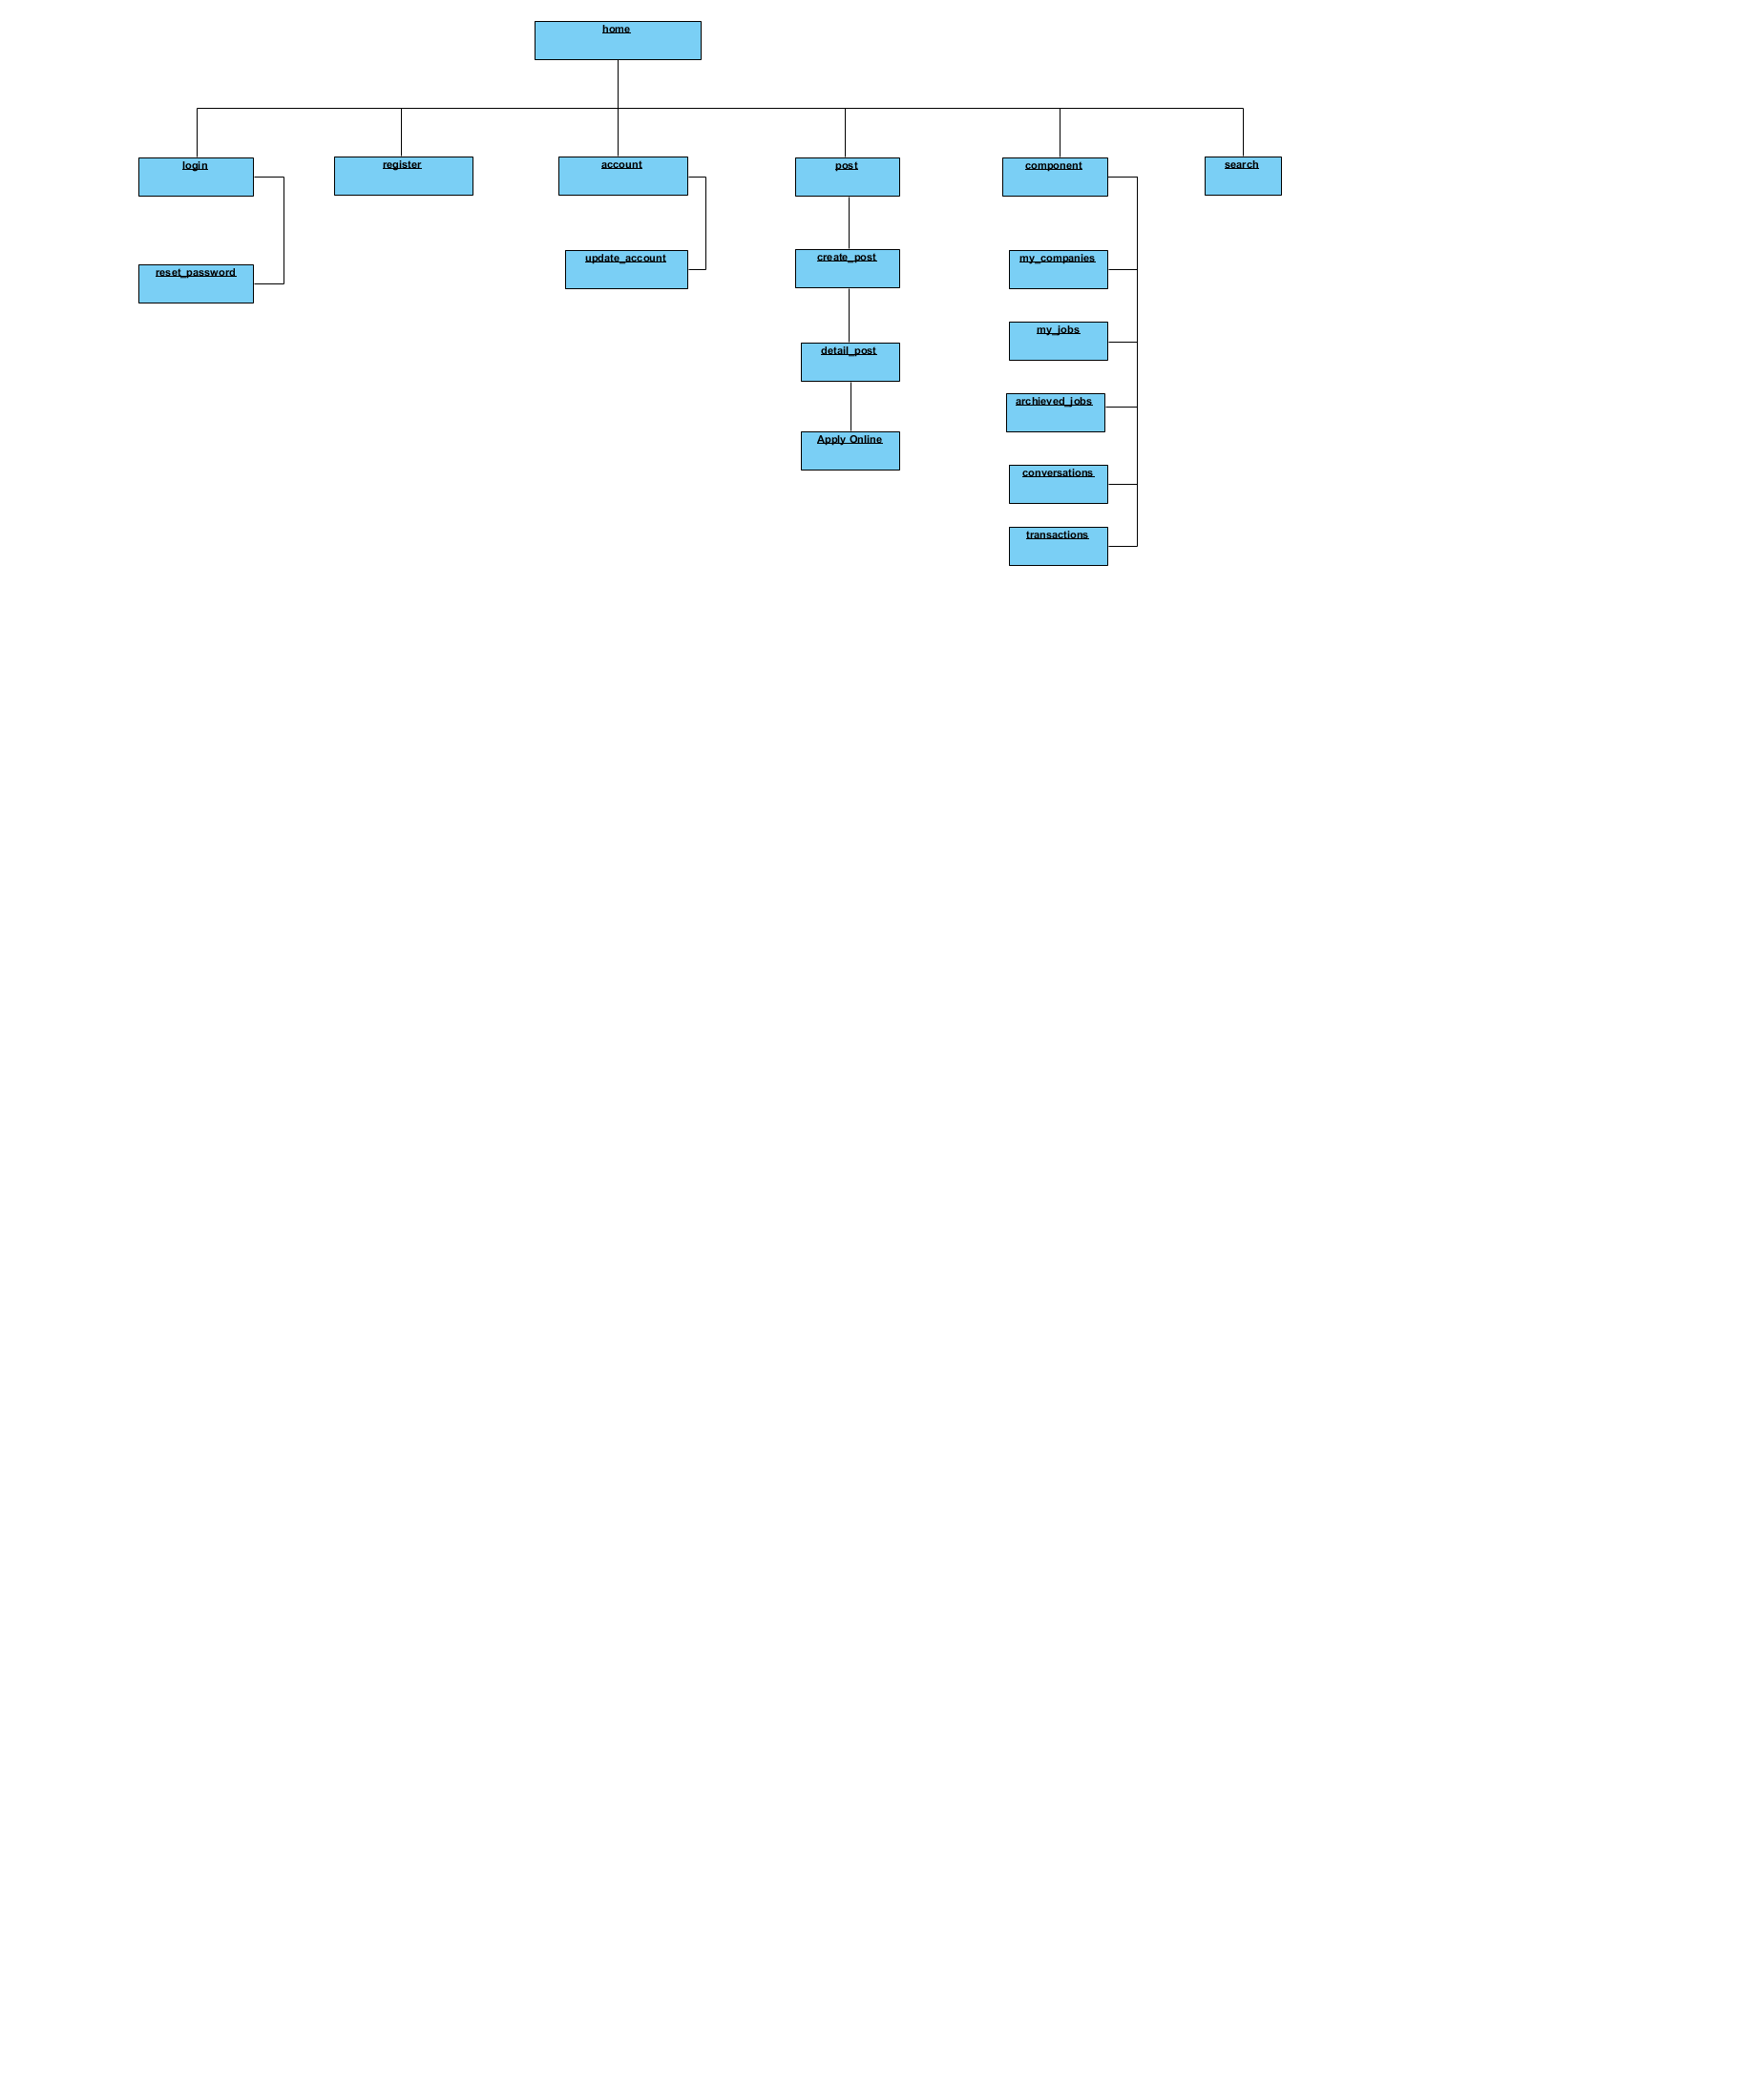 home
login
register
account
post
component
search
reset_password
update_account
create_post
my_companies
detail_post
my_jobs
archieved_jobs
Apply Online
conversations
transactions